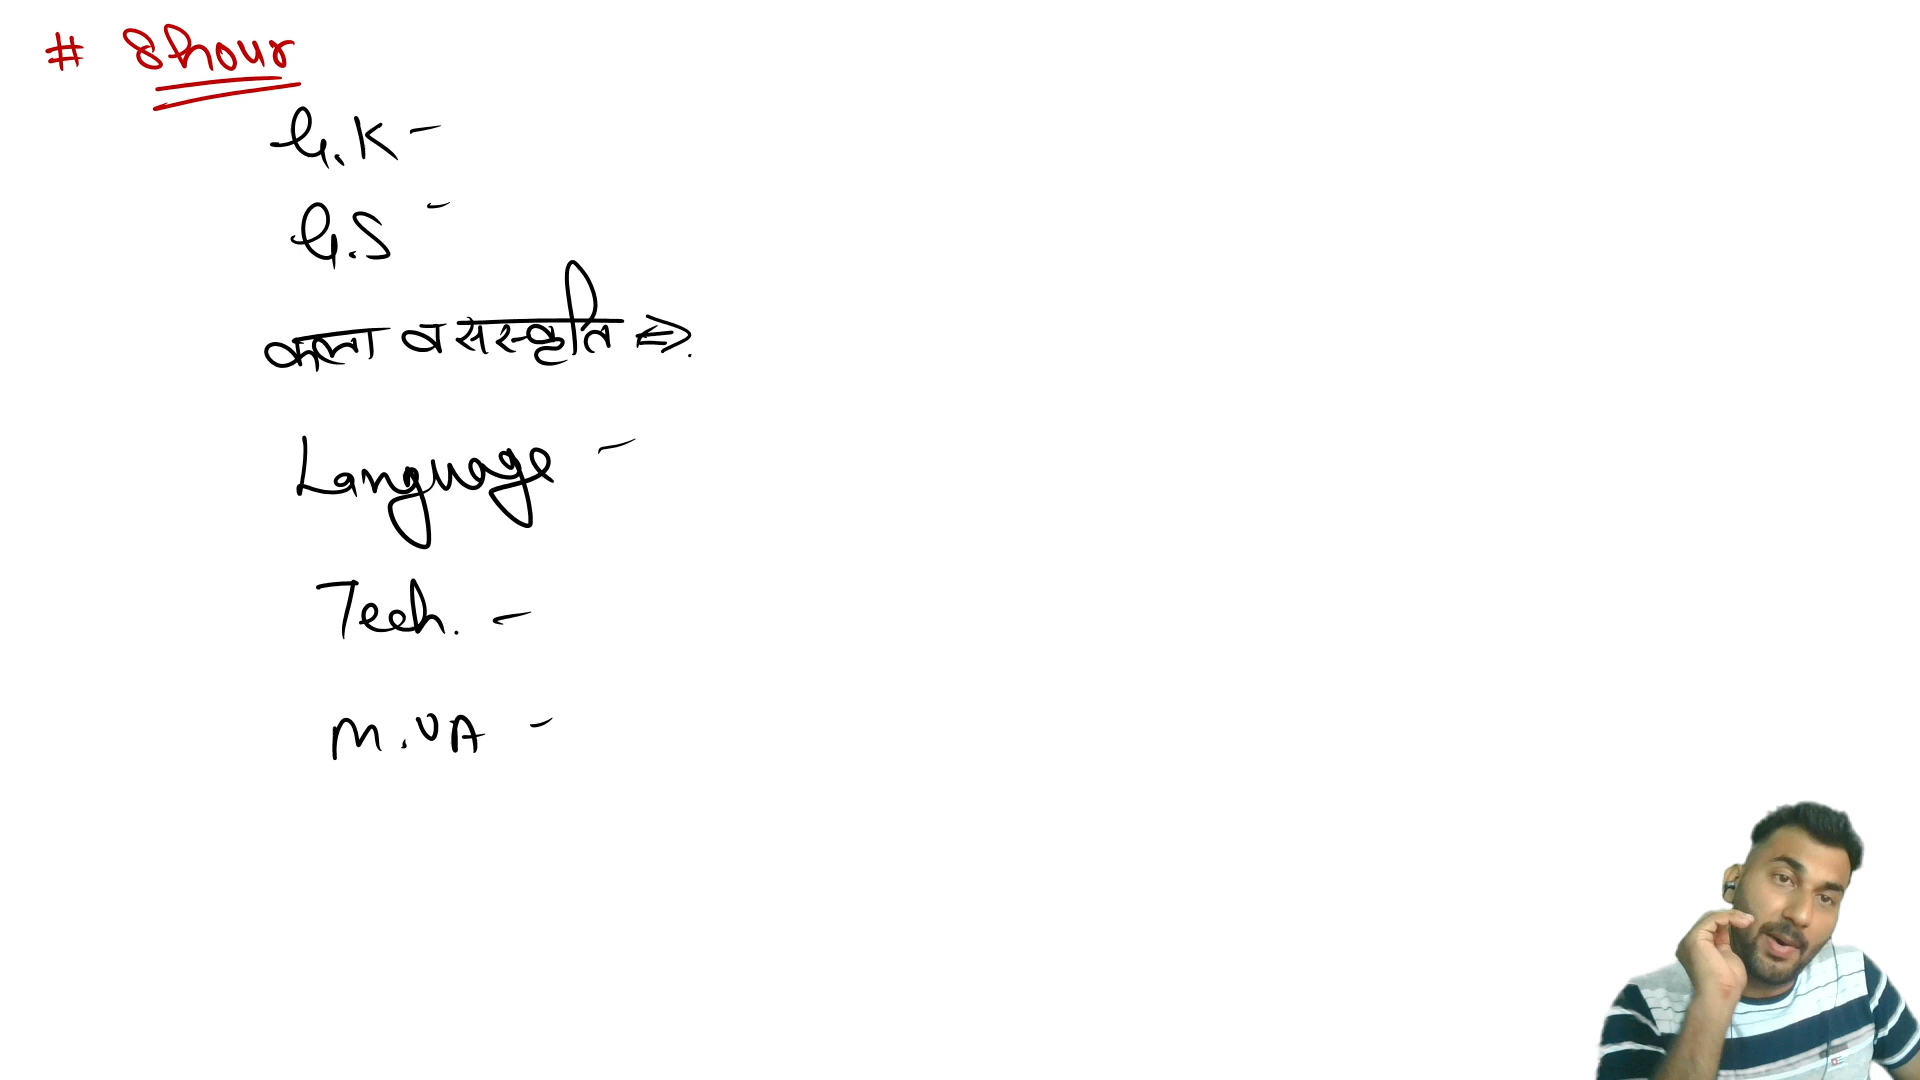 # 8hour
G.K -
G.S -
कला व संस्कृति ⇒
Language -
Tech. -
M.VA -